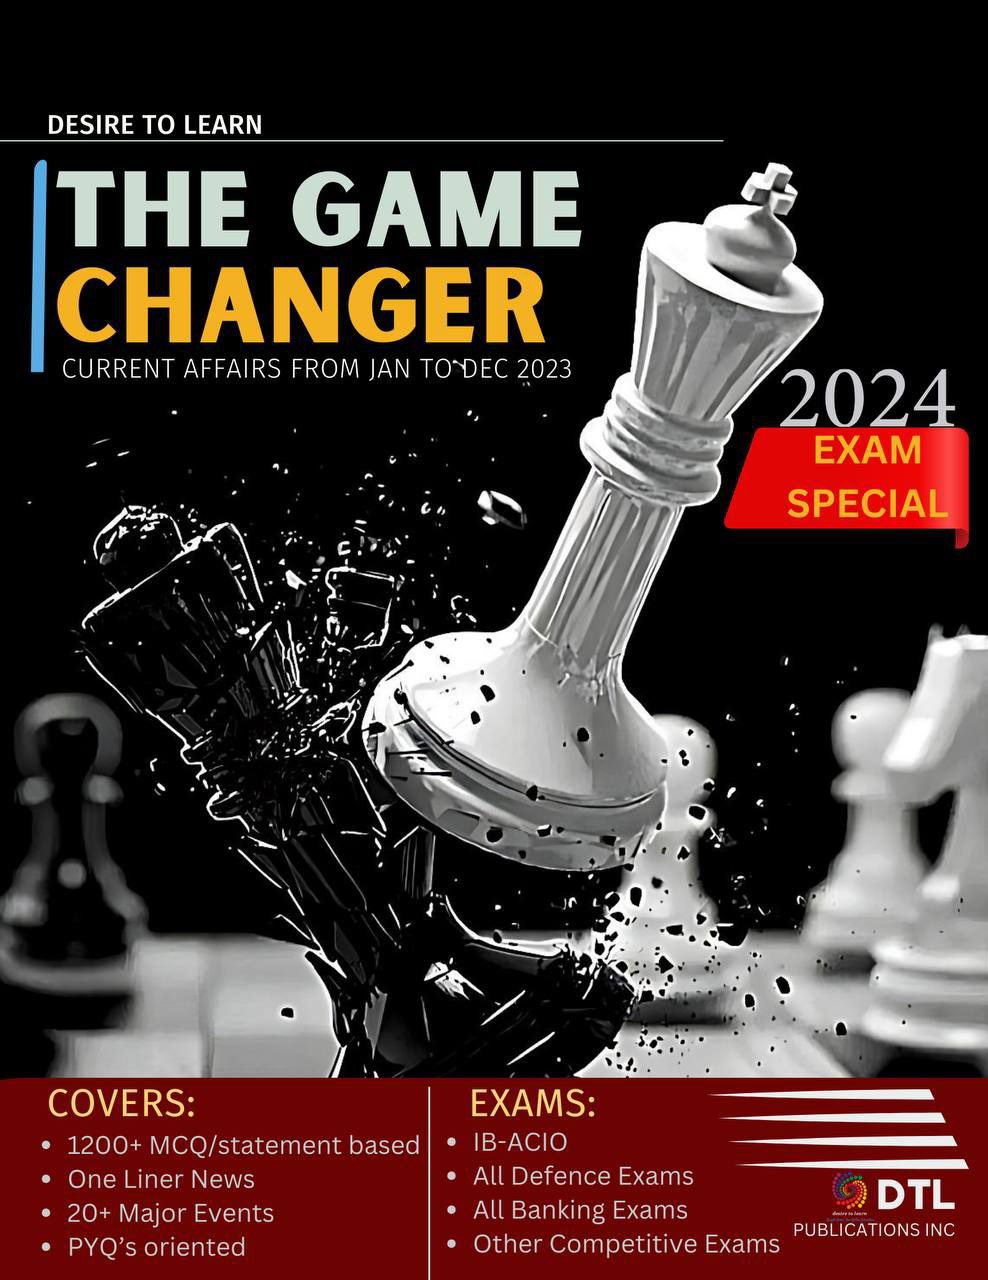 DESIRE TO LEARN
THE GAME
CHANGER
CURRENT AFFAIRS FROM JAN TO DEC 2023
2024
EXAM
SPECIAL
COVERS:
• 1200+ MCQ/statement based
• One Liner News
• 20+ Major Events
• PYQ's oriented
EXAMS:
• IB-ACIO
• All Defence Exams
• All Banking Exams
• Other Competitive Exams
desire to learn
DTL
PUBLICATIONS INC